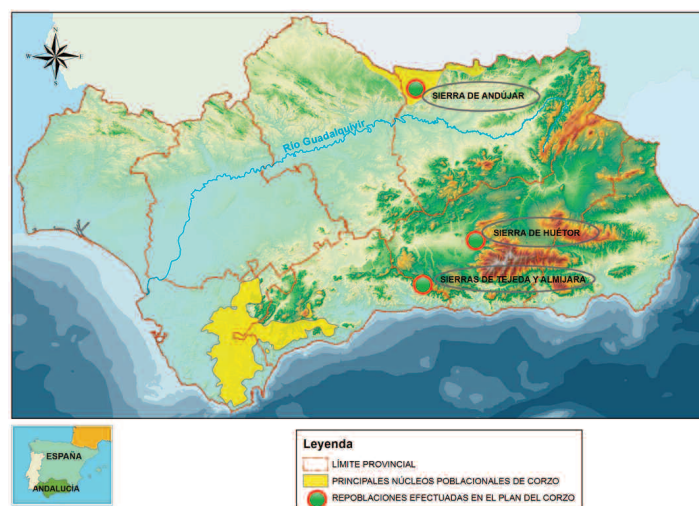 N
W
E
S
SIERRA DE ANDÚJAR
Río Guadalquivir
SIERRA DE HUÉTOR
SIERRAS DE TEJEDA Y ALMIJARA
ESPAÑA
ANDALUCÍA
Leyenda
LÍMITE PROVINCIAL
PRINCIPALES NÚCLEOS POBLACIONALES DE CORZO
REPOBLACIONES EFECTUADAS EN EL PLAN DEL CORZO